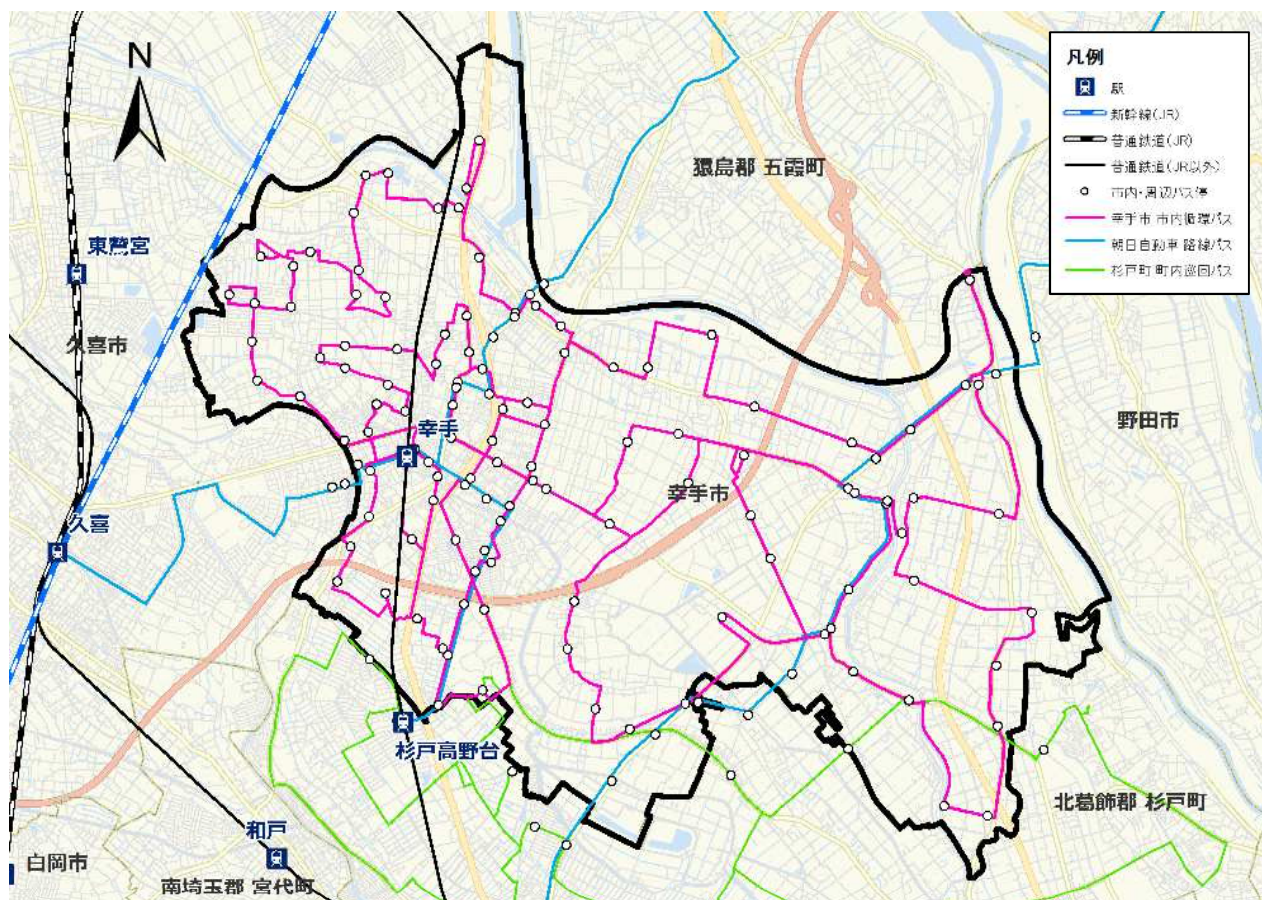 N
凡例
駅
新幹線(JR)
普通鉄道(JR)
普通鉄道(JR以外)
市内・周辺バス停
幸手市 市内循環バス
朝日自動車 路線バス
杉戸町 町内巡回バス
猿島郡 五霞町
東鷲宮
久喜市
野田市
幸手
幸手市
久喜
杉戸高野台
北葛飾郡 杉戸町
和戸
白岡市
南埼玉郡 宮代町